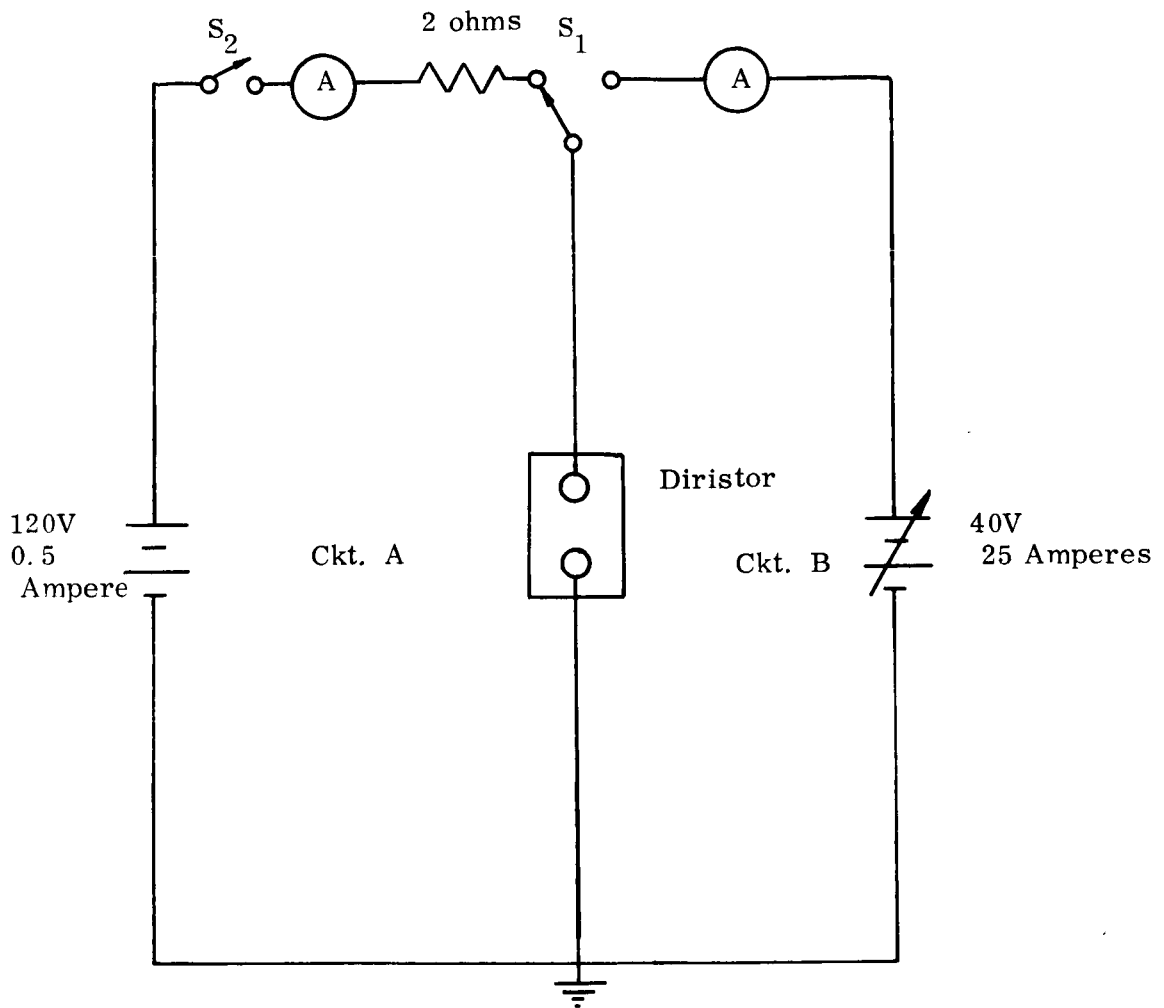 S2
2 ohms
S1
A
A
Diristor
120V
0.5
Ampere
Ckt. A
Ckt. B
40V
25 Amperes